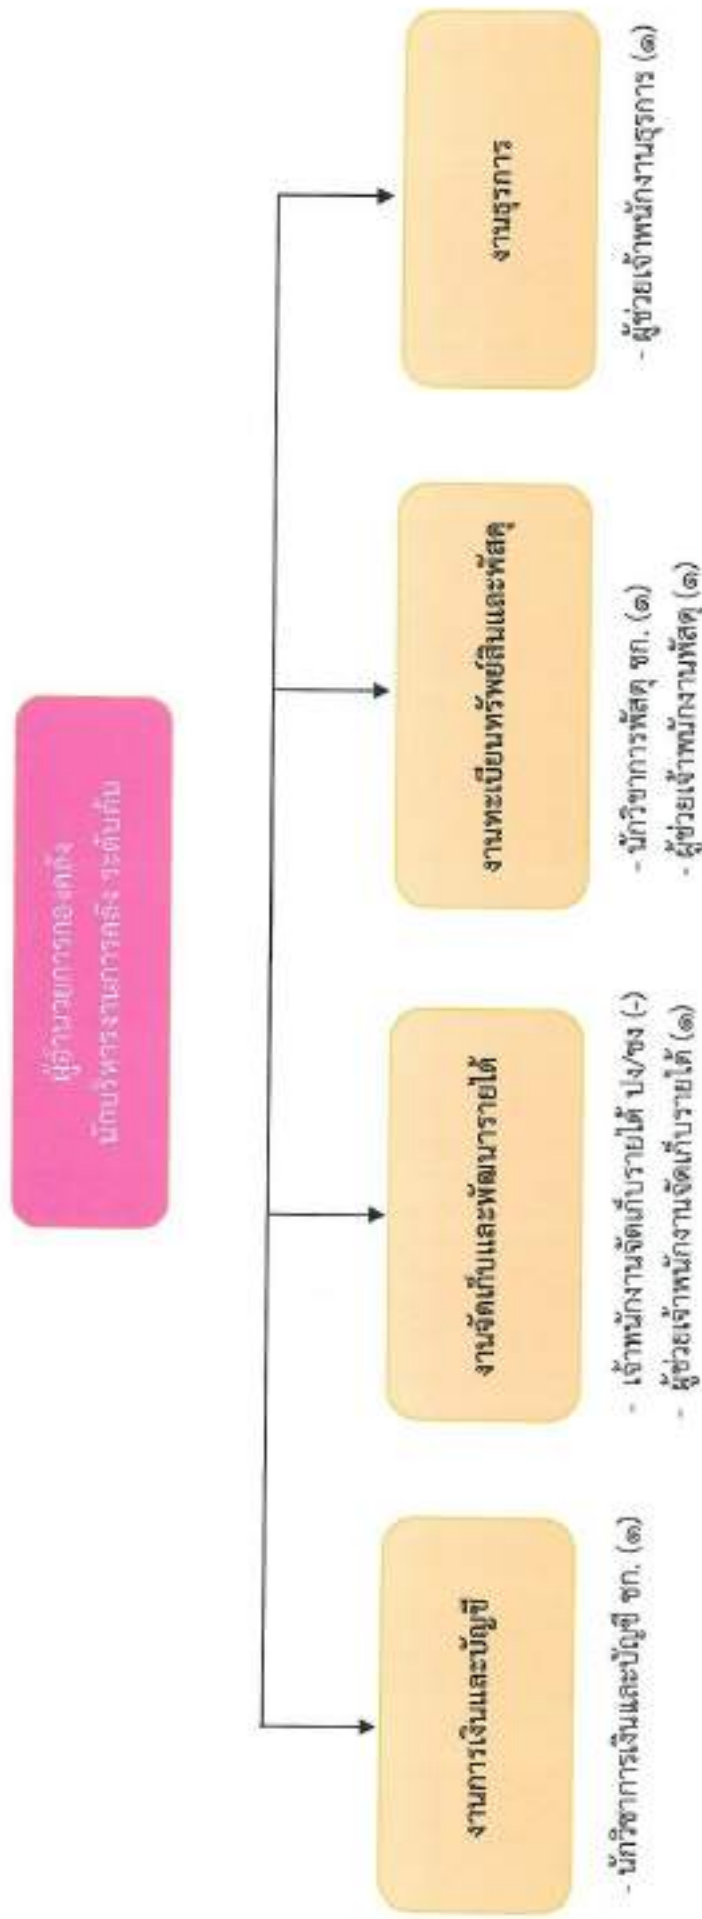 ผู้อำนวยการกองคลัง
นักบริหารงานการคลัง ระดับต้น
งานการเงินและบัญชี
- นักวิชาการเงินและบัญชี ชก. (๑)
งานจัดเก็บและพัฒนารายได้
- เจ้าพนักงานจัดเก็บรายได้ ปง/ชง (-)
- ผู้ช่วยเจ้าพนักงานจัดเก็บรายได้ (๑)
งานทะเบียนทรัพย์สินและพัสดุ
- นักวิชาการพัสดุ ชก. (๑)
- ผู้ช่วยเจ้าพนักงานพัสดุ (๑)
งานธุรการ
- ผู้ช่วยเจ้าพนักงานธุรการ (๑)